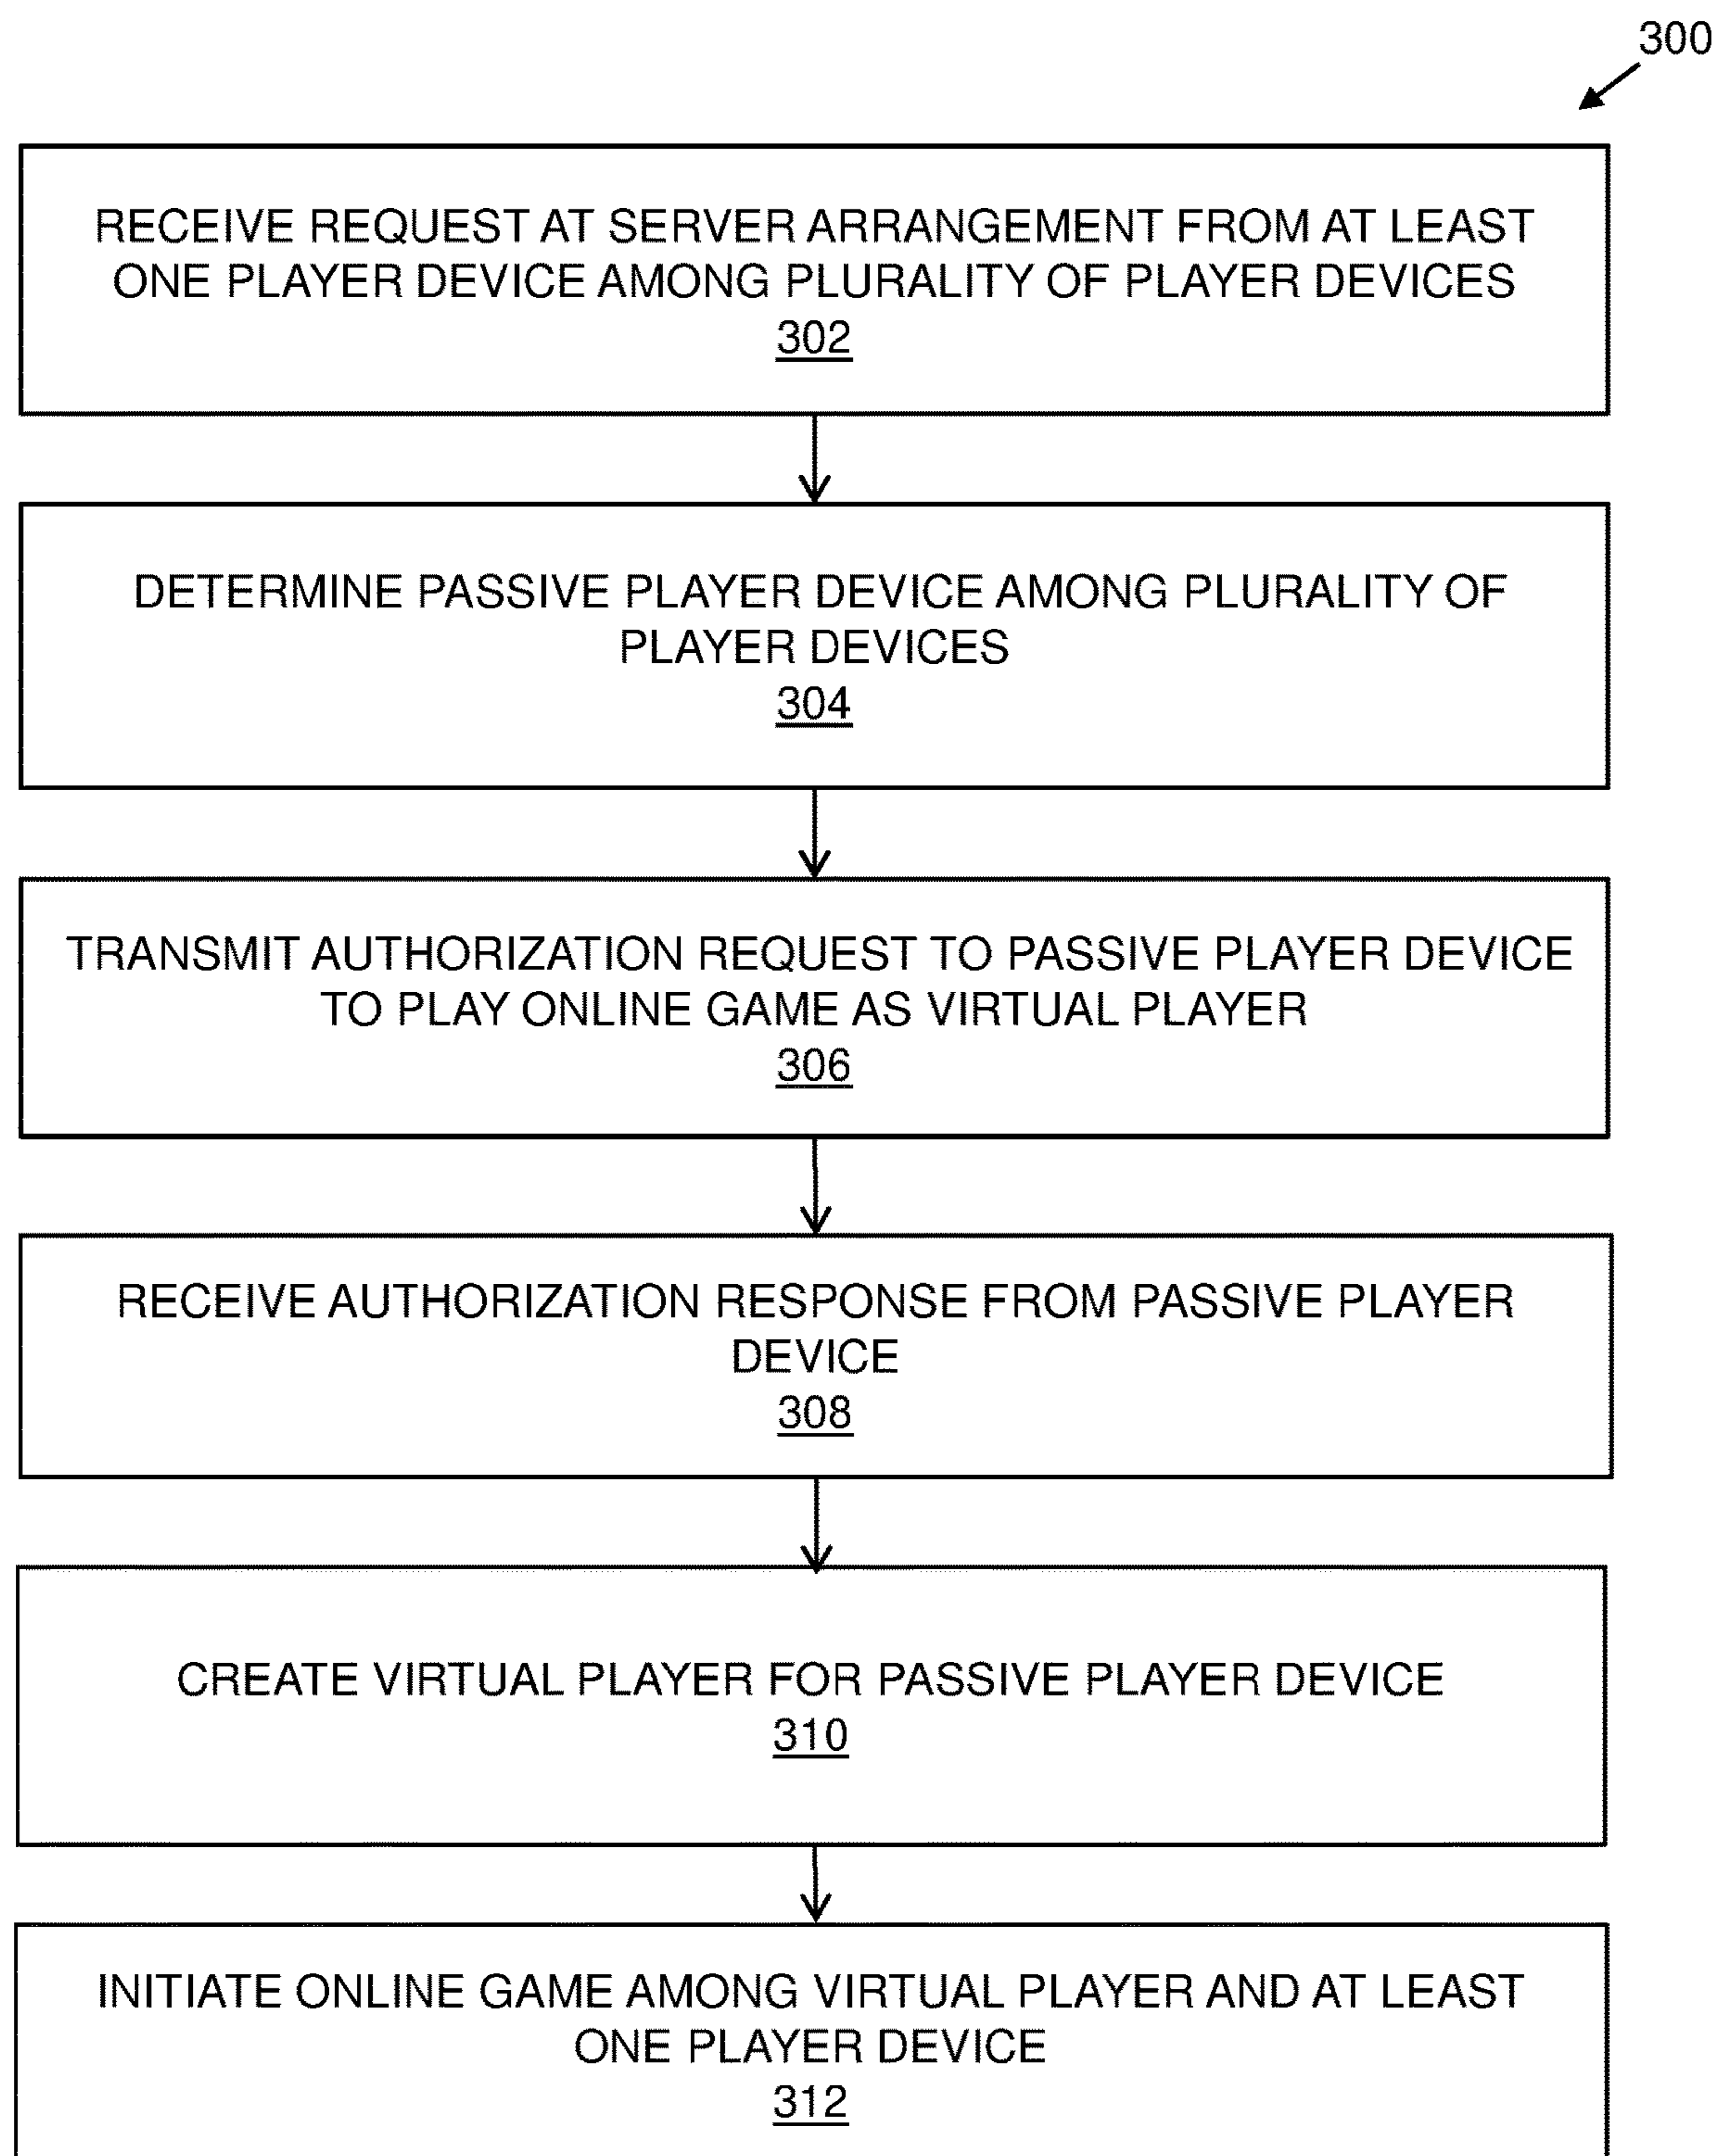 300
RECEIVE REQUEST AT SERVER ARRANGEMENT FROM AT LEAST
ONE PLAYER DEVICE AMONG PLURALITY OF PLAYER DEVICES
302
DETERMINE PASSIVE PLAYER DEVICE AMONG PLURALITY OF
PLAYER DEVICES
304
TRANSMIT AUTHORIZATION REQUEST TO PASSIVE PLAYER DEVICE
TO PLAY ONLINE GAME AS VIRTUAL PLAYER
306
RECEIVE AUTHORIZATION RESPONSE FROM PASSIVE PLAYER
DEVICE
308
CREATE VIRTUAL PLAYER FOR PASSIVE PLAYER DEVICE
310
INITIATE ONLINE GAME AMONG VIRTUAL PLAYER AND AT LEAST
ONE PLAYER DEVICE
312